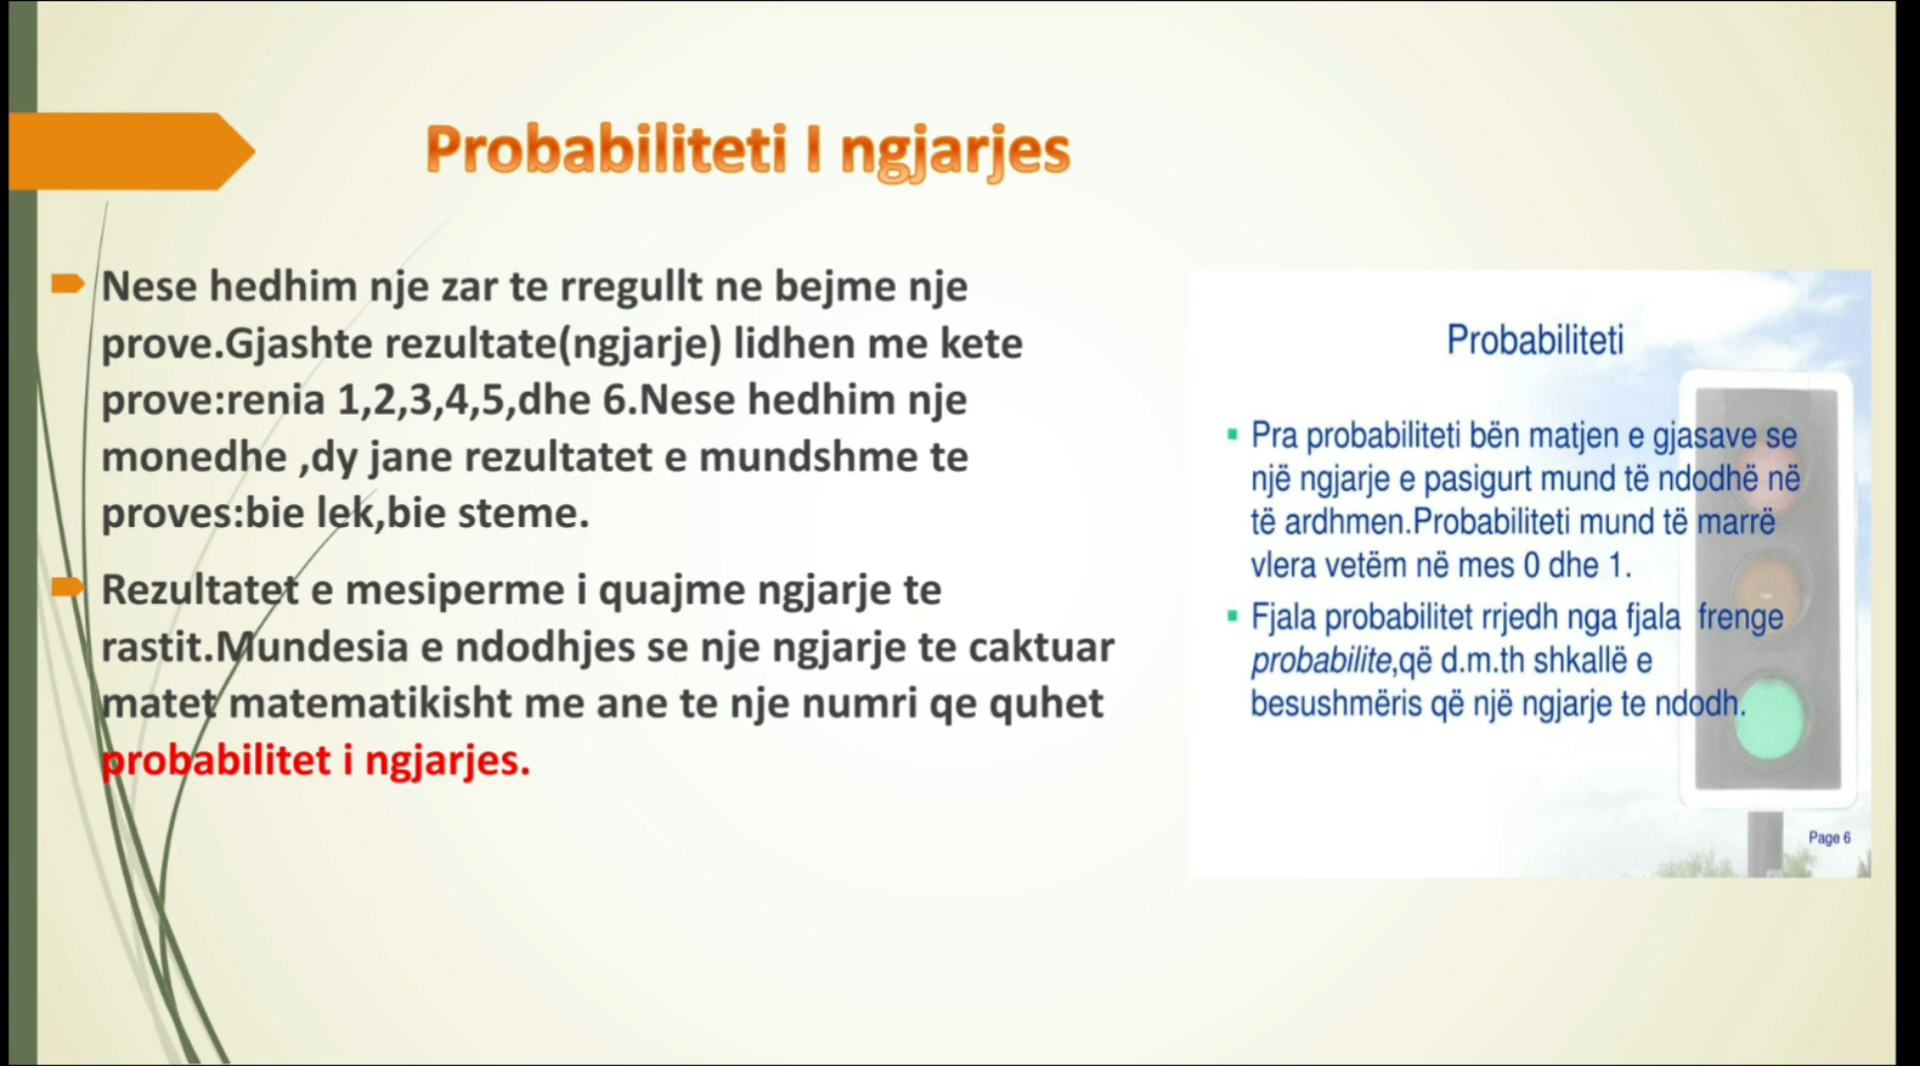 Probabiliteti I ngjarjes
Nese hedhim nje zar te rregullt ne bejme nje
prove.Gjashte rezultate(ngjarje) lidhen me kete
prove:renia 1,2,3,4,5,dhe 6.Nese hedhim nje
monedhe ,dy jane rezultatet e mundshme te
proves:bie lek,bie steme.
Rezultatet e mesiperme i quajme ngjarje te
rastit.Mundesia e ndodhjes se nje ngjarje te caktuar
matet matematikisht me ane te nje numri qe quhet
probabilitet i ngjarjes.
Probabiliteti
Pra probabiliteti bën matjen e gjasave se
një ngjarje e pasigurt mund të ndodhë në
të ardhmen.Probabiliteti mund të marrë
vlera vetëm në mes 0 dhe 1.
Fjala probabilitet rrjedh nga fjala frenge
probabilite,që d.m.th shkallë e
besushmëris që një ngjarje te ndodh.
Page 6